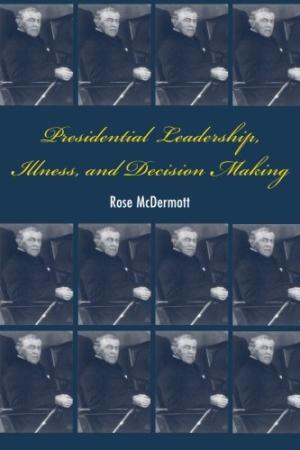 Presidential Leadership,
Illness, and Decision Making
Rose McDermott